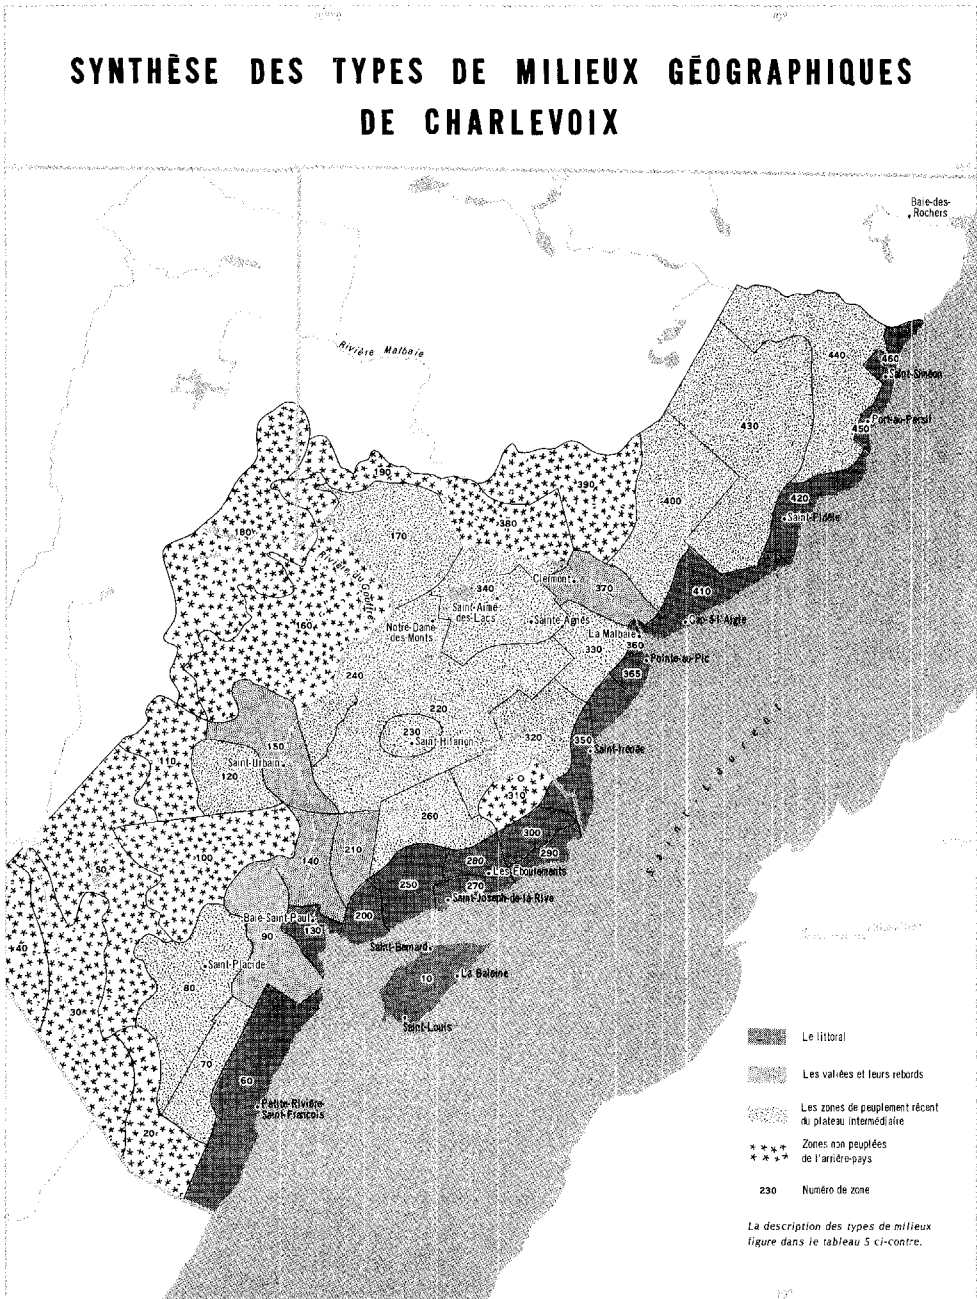 SYNTHÈSE DES TYPES DE MILIEUX GÉOGRAPHIQUES
DE CHARLEVOIX
70°
Baie-des-
Rochers
Rivière Malbaie
440
460
Saint-Siméon
430
Port-au-Persil
450
190
390
400
420
Saint-Fidèle
380
180
170
Rivière du Gouffre
Clermont
370
340
410
Saint-Aimé-
des-Lacs
160
Notre-Dame
des-Monts
Sainte-Agnès
Cap-à-l'Aigle
La Malbaie
360
330
Pointe-au-Pic
365
240
220
230
Saint-Hilarion
320
350
Saint-Irénée
150
110
Saint-Urbain
120
310
Saint-Laurent
260
300
210
290
140
100
280
50
Les Éboulements
250
270
Saint-Joseph-de-la-Rive
200
Baie-Saint-Paul
130
40
90
Saint-Bernard
Saint-Placide
10
La Baleine
80
30
Saint-Louis
70
60
Petite-Rivière-
Saint-François
20
Le littoral
Les vallées et leurs rebords
Les zones de peuplement récent
du plateau intermédiaire
Zones non peuplées
de l'arrière-pays
230 Numéro de zone
La description des types de milieux
figure dans le tableau 5 ci-contre.